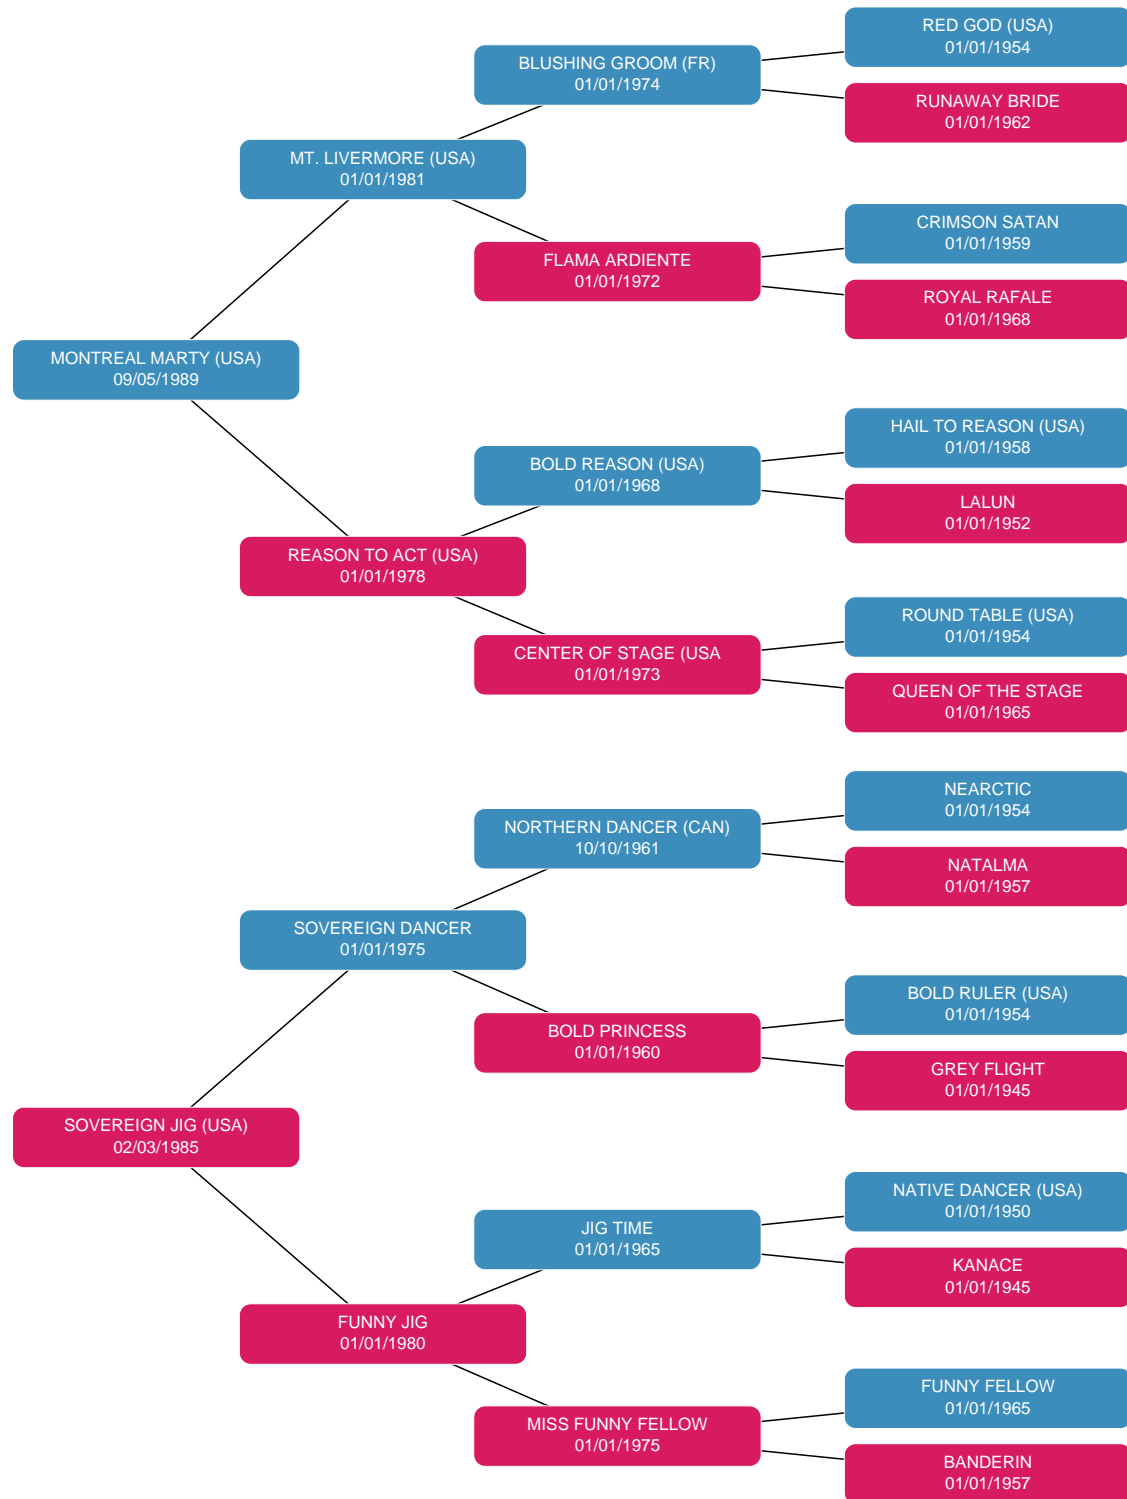 RED GOD (USA)
01/01/1954
BLUSHING GROOM (FR)
01/01/1974
RUNAWAY BRIDE
01/01/1962
MT. LIVERMORE (USA)
01/01/1981
CRIMSON SATAN
01/01/1959
FLAMA ARDIENTE
01/01/1972
ROYAL RAFALE
01/01/1968
MONTREAL MARTY (USA)
09/05/1989
HAIL TO REASON (USA)
01/01/1958
BOLD REASON (USA)
01/01/1968
LALUN
01/01/1952
REASON TO ACT (USA)
01/01/1978
ROUND TABLE (USA)
01/01/1954
CENTER OF STAGE (USA
01/01/1973
QUEEN OF THE STAGE
01/01/1965
NEARCTIC
01/01/1954
NORTHERN DANCER (CAN)
10/10/1961
NATALMA
01/01/1957
SOVEREIGN DANCER
01/01/1975
BOLD RULER (USA)
01/01/1954
BOLD PRINCESS
01/01/1960
GREY FLIGHT
01/01/1945
SOVEREIGN JIG (USA)
02/03/1985
NATIVE DANCER (USA)
01/01/1950
JIG TIME
01/01/1965
KANACE
01/01/1945
FUNNY JIG
01/01/1980
FUNNY FELLOW
01/01/1965
MISS FUNNY FELLOW
01/01/1975
BANDERIN
01/01/1957